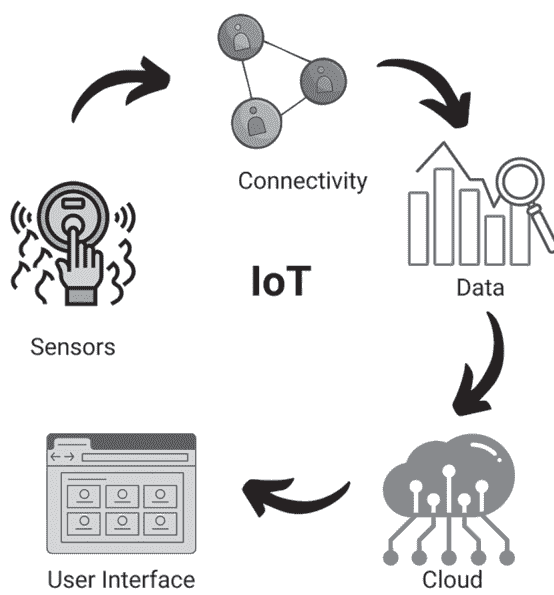 Connectivity
IoT
Data
Sensors
User Interface
Cloud